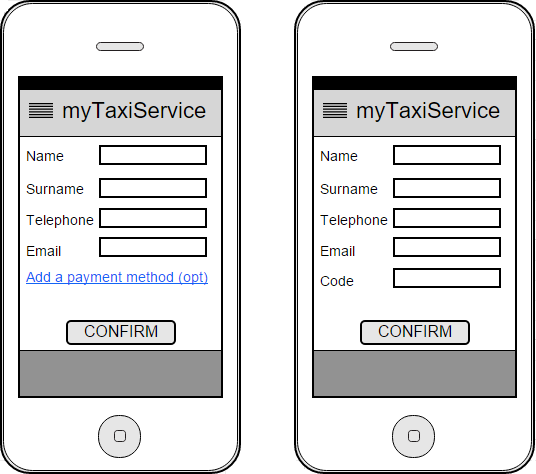 myTaxiService
Name
Surname
Telephone
Email
Add a payment method (opt)
CONFIRM
myTaxiService
Name
Surname
Telephone
Email
Code
CONFIRM